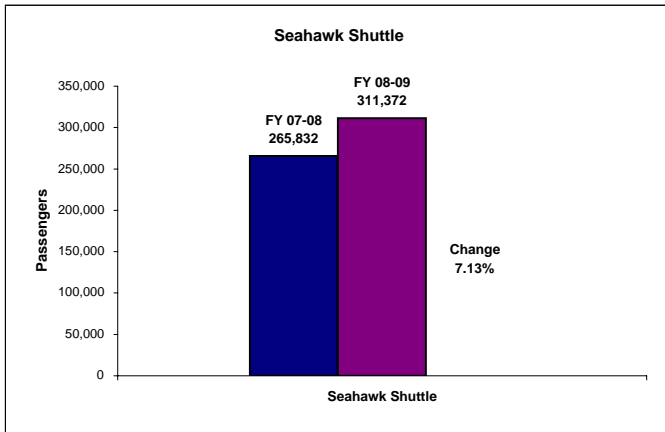 Seahawk Shuttle
350,000
300,000
250,000
200,000
150,000
100,000
50,000
0
Passengers
FY 07-08
265,832
FY 08-09
311,372
Change
7.13%
Seahawk Shuttle